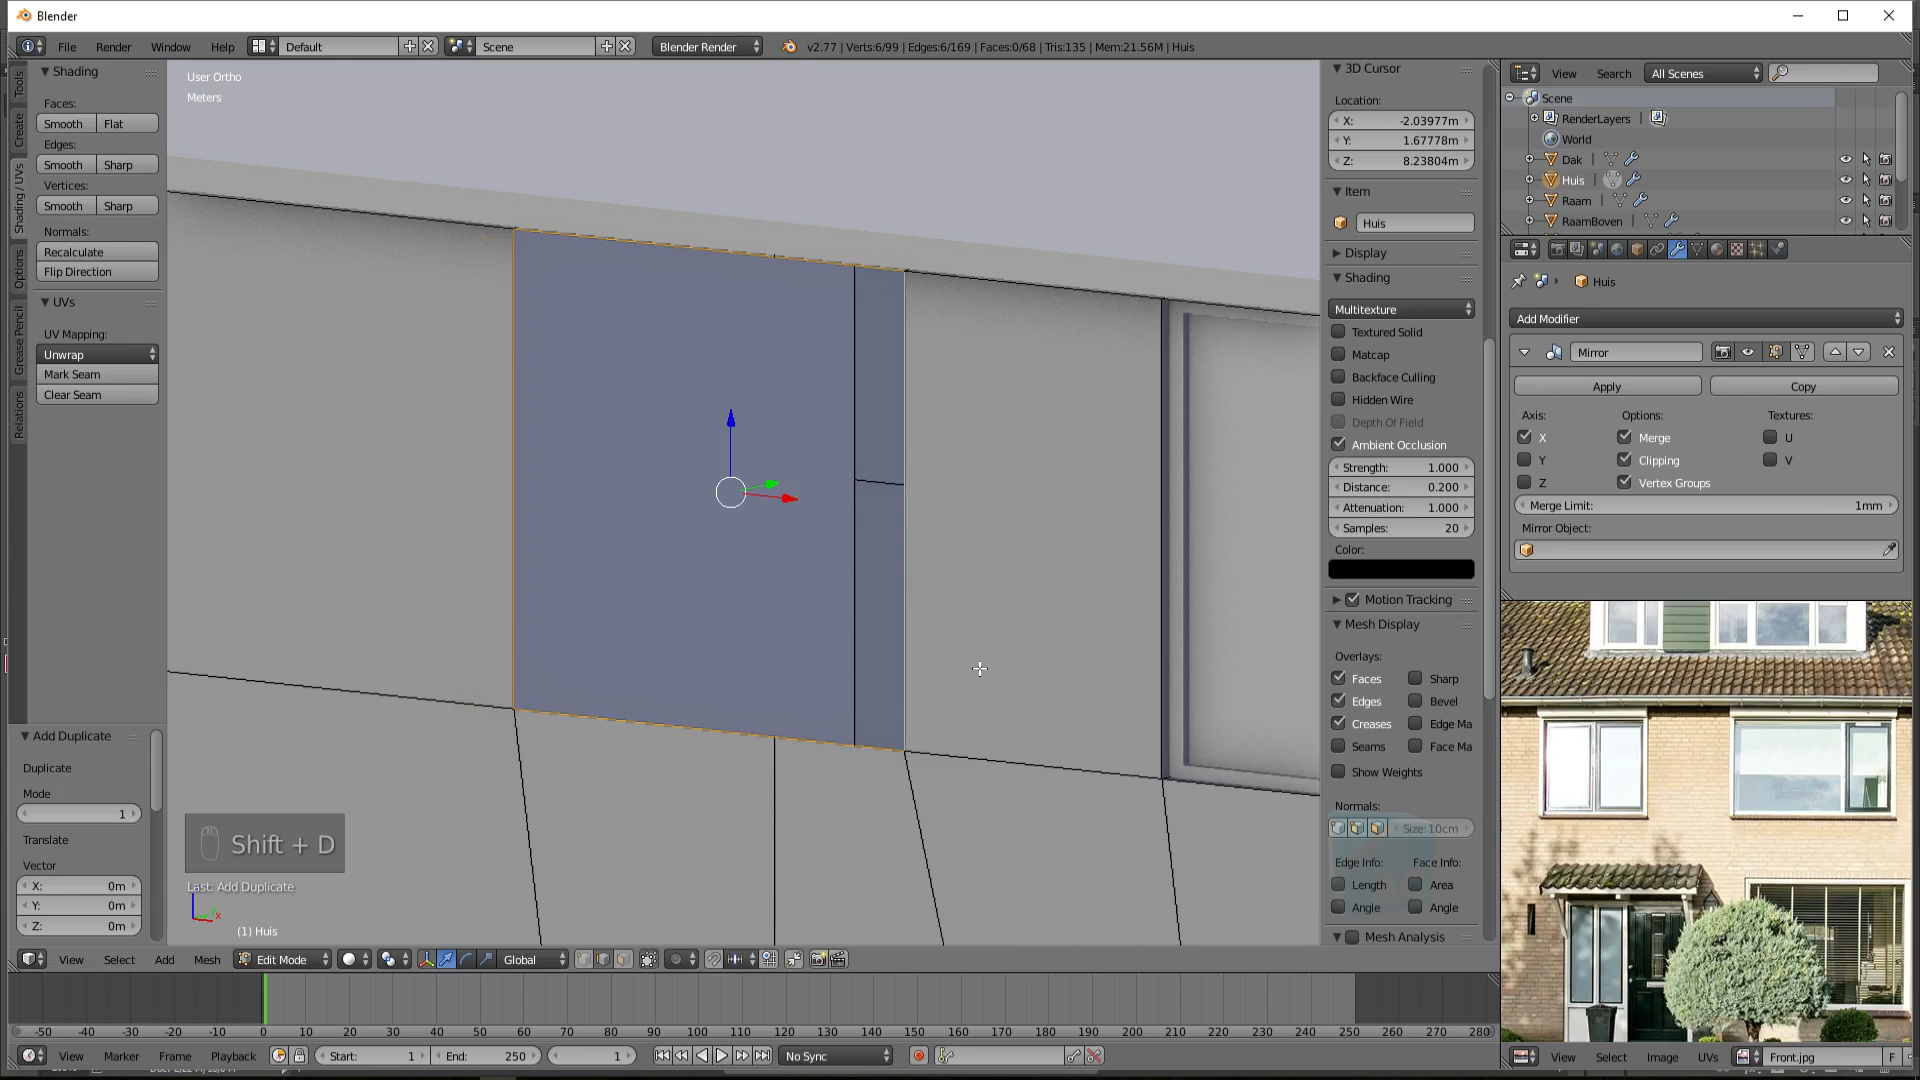 Blender
File Render Window Help Default Scene Blender Render v2.77 | Verts:6/99 | Edges:6/169 | Faces:0/68 | Tris:135 | Mem:21.56M | Huis
Tools
Create
Shading / UVs
Options
Grease Pencil
Relations
Shading
Faces:
Smooth Flat
Edges:
Smooth Sharp
Vertices:
Smooth Sharp
Normals:
Recalculate
Flip Direction
UVs
UV Mapping:
Unwrap
Mark Seam
Clear Seam
Add Duplicate
Duplicate
Mode
1
Translate
Vector
X: 0m
Y: 0m
Z: 0m
User Ortho
Meters
Shift + D
Last: Add Duplicate
x
(1) Huis
3D Cursor
Location:
X: -2.03977m
Y: 1.67778m
Z: 8.23804m
Item
Huis
Display
Shading
Multitexture
Textured Solid
Matcap
Backface Culling
Hidden Wire
Depth Of Field
Ambient Occlusion
Strength: 1.000
Distance: 0.200
Attenuation: 1.000
Samples: 20
Color:
Motion Tracking
Mesh Display
Overlays:
Faces Sharp
Edges Bevel
Creases Edge Ma
Seams Face Ma
Show Weights
Normals:
Size: 10cm
Edge Info: Face Info:
Length Area
Angle Angle
Mesh Analysis
View Search All Scenes
Scene
RenderLayers
World
Dak
Huis
Raam
RaamBoven
Huis
Add Modifier
Mirror
Apply Copy
Axis: Options: Textures:
X Merge U
Y Clipping V
Z Vertex Groups
Merge Limit: 1mm
Mirror Object:
View Select Image UVs Front.jpg F
View Select Add Mesh Edit Mode Global
-50 -40 -30 -20 -10 0 10 20 30 40 50 60 70 80 90 100 110 120 130 140 150 160 170 180 190 200 210 220 230 240 250 260 270 280
View Marker Frame Playback Start: 1 End: 250 1 No Sync